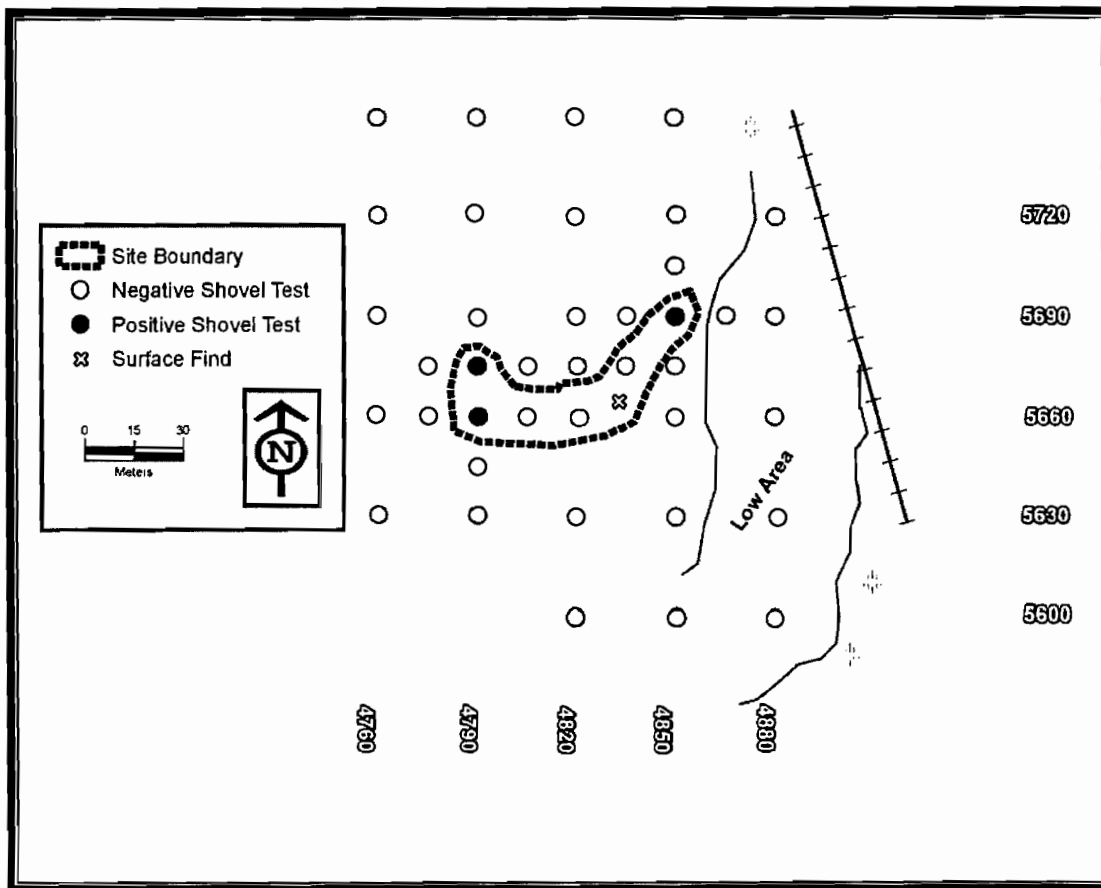 Site Boundary
Negative Shovel Test
Positive Shovel Test
Surface Find
N
0 15 30
Meters
Low Area
5720
5690
5660
5630
5600
4760
4790
4820
4850
4880